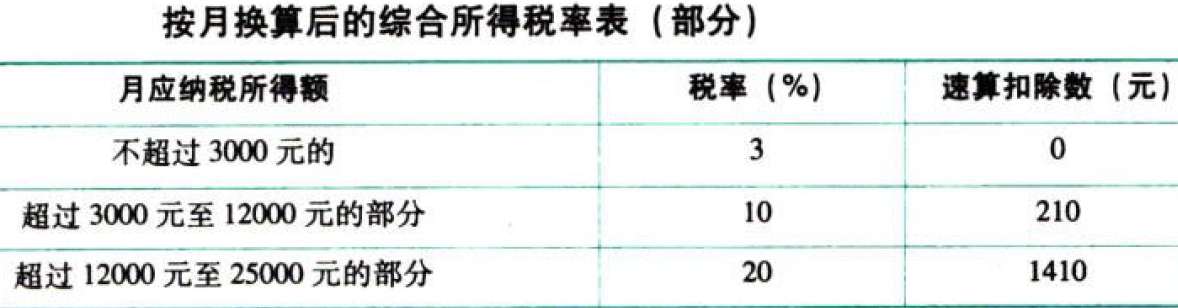 按月换算后的综合所得税率表（部分）
月应纳税所得额 税率（%） 速算扣除数（元）
不超过 3000 元的 3 0
超过 3000 元至 12000 元的部分 10 210
超过 12000 元至 25000 元的部分 20 1410